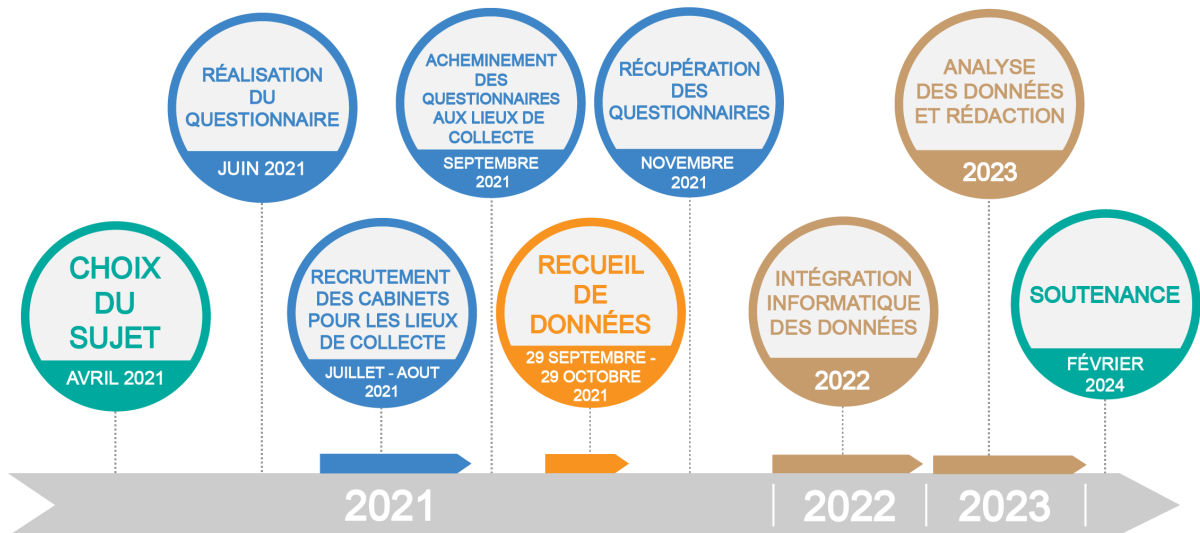 CHOIX
DU
SUJET
AVRIL 2021
RÉALISATION
DU
QUESTIONNAIRE
JUIN 2021
RECRUTEMENT
DES CABINETS
POUR LES LIEUX
DE COLLECTE
JUILLET - AOUT
2021
ACHEMINEMENT
DES
QUESTIONNAIRES
AUX LIEUX DE
COLLECTE
SEPTEMBRE
2021
RECUEIL
DE
DONNÉES
29 SEPTEMBRE -
29 OCTOBRE
2021
RÉCUPÉRATION
DES
QUESTIONNAIRES
NOVEMBRE
2021
INTÉGRATION
INFORMATIQUE
DES DONNÉES
2022
ANALYSE
DES DONNÉES
ET RÉDACTION
2023
SOUTENANCE
FÉVRIER
2024
2021
2022
2023